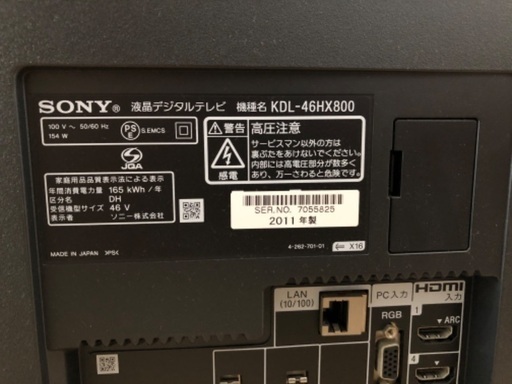 SONY® 液晶デジタルテレビ 機種名 KDL-46HX800
100 V ～ 50/60 Hz
154 W
PS E
S.EMCS
JQA
家庭用品品質表示法による表示
年間消費電力量 165 kWh／年
区分名 DH
受信機型サイズ 46 V
表示者 ソニー株式会社
MADE IN JAPAN >PS<
警告 高圧注意
感電
サービスマン以外の方は
裏ぶたをあけないでください。
内部には高電圧部分が数多く
あり、万一さわると危険です。
SER.NO. 7055825
2011 年製
4-262-701-01
X16
LAN
(10/100)
PC入力
RGB
HDMI
入力
1
▼ARC
4